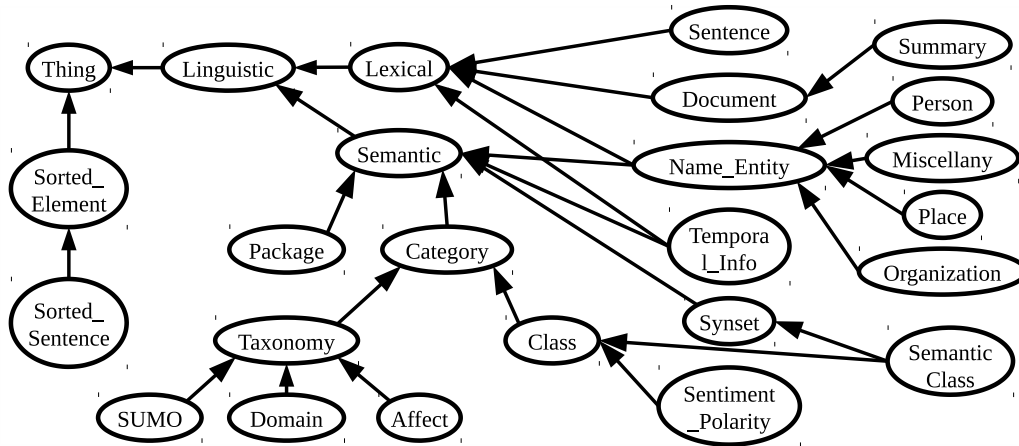 Sentence
Summary
Thing
Linguistic
Lexical
Document
Person
Semantic
Name_Entity
Miscellany
Sorted_
Element
Place
Package
Category
Tempora
l_Info
Organization
Sorted_
Sentence
Taxonomy
Class
Synset
Semantic
Class
SUMO
Domain
Affect
Sentiment
_Polarity